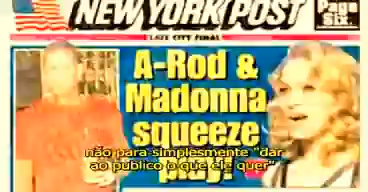 NEW YORK POST
Page
Six..
LATE CITY FINAL
A-Rod &
Madonna
squeeze
play!
não para simplesmente "dar
ao público o que ele quer"